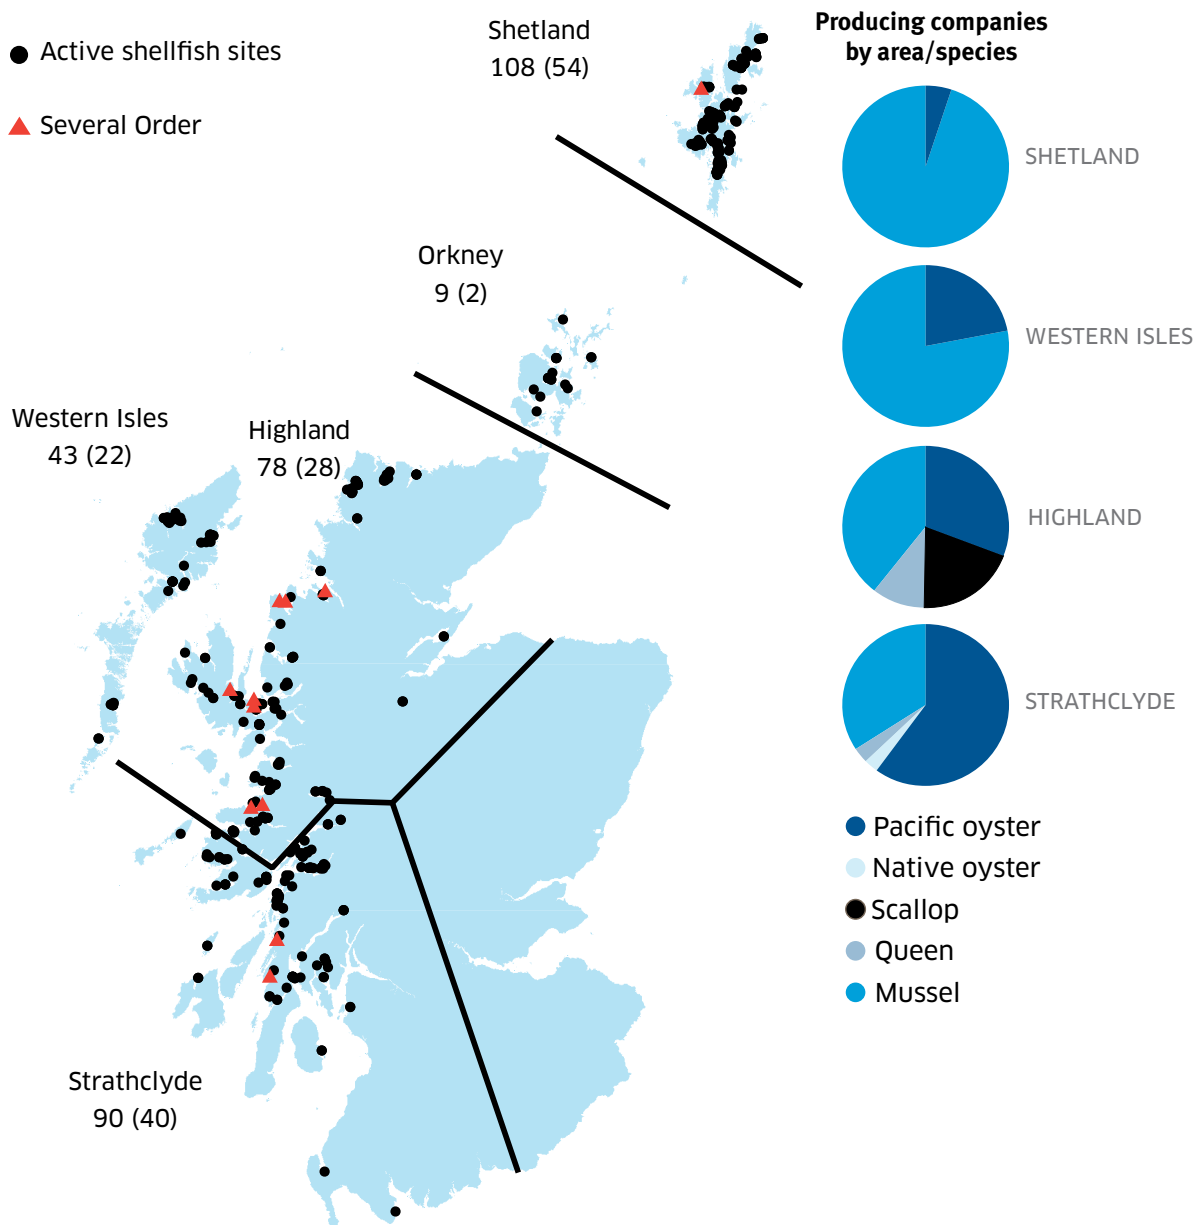 Active shellfish sites
Several Order
Shetland
108 (54)
Orkney
9 (2)
Western Isles
43 (22)
Highland
78 (28)
Strathclyde
90 (40)
Producing companies
by area/species
SHETLAND
WESTERN ISLES
HIGHLAND
STRATHCLYDE
Pacific oyster
Native oyster
Scallop
Queen
Mussel